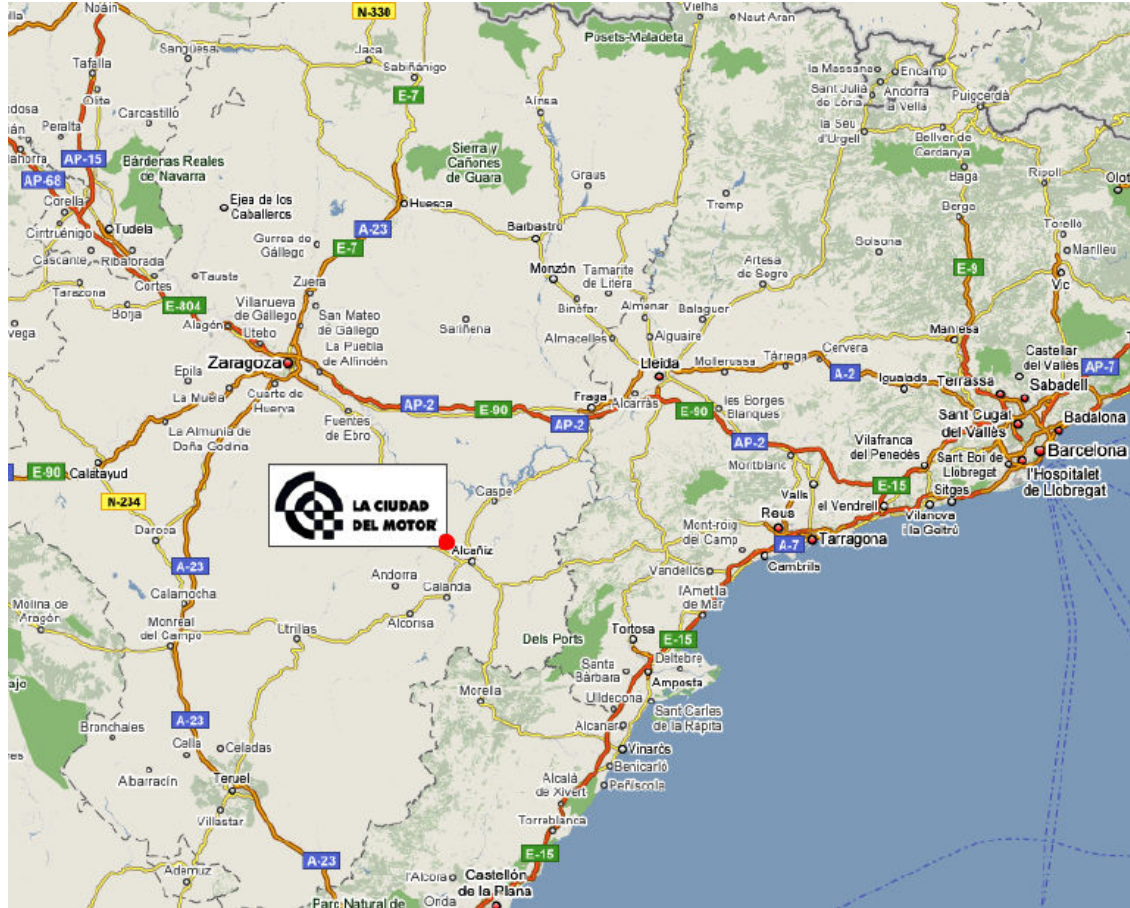 Noáin
N-330
Vielha
Naut Aran
Sangüesa
Jaca
Posets-Maladeta
Tafalla
Sabiñánigo
la Massana
Encamp
E-7
Sant Julià
de Lòria
Andorra
la Vella
Puigcerdà
Olite
Carcastillo
Aínsa
Peralta
la Seu
d'Urgell
Bellver de
Cerdanya
AP-15
Bárdenas Reales
de Navarra
Sierra y
Cañones
de Guara
Graus
Baga
Ripoll
Olot
AP-68
Corella
Ejea de los
Caballeros
Huesca
Tremp
Berga
Cintruénigo
Tudela
A-23
Barbastro
Torelló
Gurrea de
Gállego
E-7
Solsona
Manlleu
Cascante
Ribaforada
Tauste
Monzón
Tamarite
de Litera
Artesa
de Segre
E-9
Vic
Tarazona
Cortes
Zuera
Borja
E-804
Villanueva
de Gállego
San Mateo
de Gállego
Binéfar
Almenar
Balaguer
Alagón
Utebo
Sariñena
Almacelles
Alguaire
Manresa
La Puebla
de Alfindén
Castellar
del Vallès
Zaragoza
Lleida
Mollerussa
Tàrrega
Cervera
AP-7
Epila
A-2
Igualada
Terrassa
Sabadell
La Muela
Cuarte de
Huerva
AP-2
E-90
Fraga
Alcarràs
E-90
les Borges
Blanques
Sant Cugat
del Vallès
Badalona
Fuentes
de Ebro
AP-2
AP-2
La Almunia de
Doña Godina
Vilafranca
del Penedès
Barcelona
E-90
Calatayud
Montblanc
Sant Boi de
Llobregat
l'Hospitalet
de Llobregat
N-234
LA CIUDAD
DEL MOTOR
Caspe
Valls
E-15
Sitges
el Vendrell
Vilanova
i la Geltrú
Daroca
Reus
Mont-roig
del Camp
A-7
Tarragona
Alcañiz
A-23
Cambrils
Vandellòs
Andorra
Calanda
Calamocha
l'Ametlla
de Mar
Molina de
Aragón
Alcorisa
Monreal
del Campo
Utrillas
Dels Ports
Tortosa
E-15
Santa
Bàrbara
Deltebre
Morella
Amposta
Ulldecona
A-23
Sant Carles
de la Ràpita
Bronchales
Alcanar
Cella
Celadas
Vinaròs
Benicarló
Albarracín
Teruel
Alcalà
de Xivert
Peñíscola
Villastar
Torreblanca
A-23
E-15
Ademuz
l'Alcora
Castellón
de la Plana
Onda
Parc Natural de